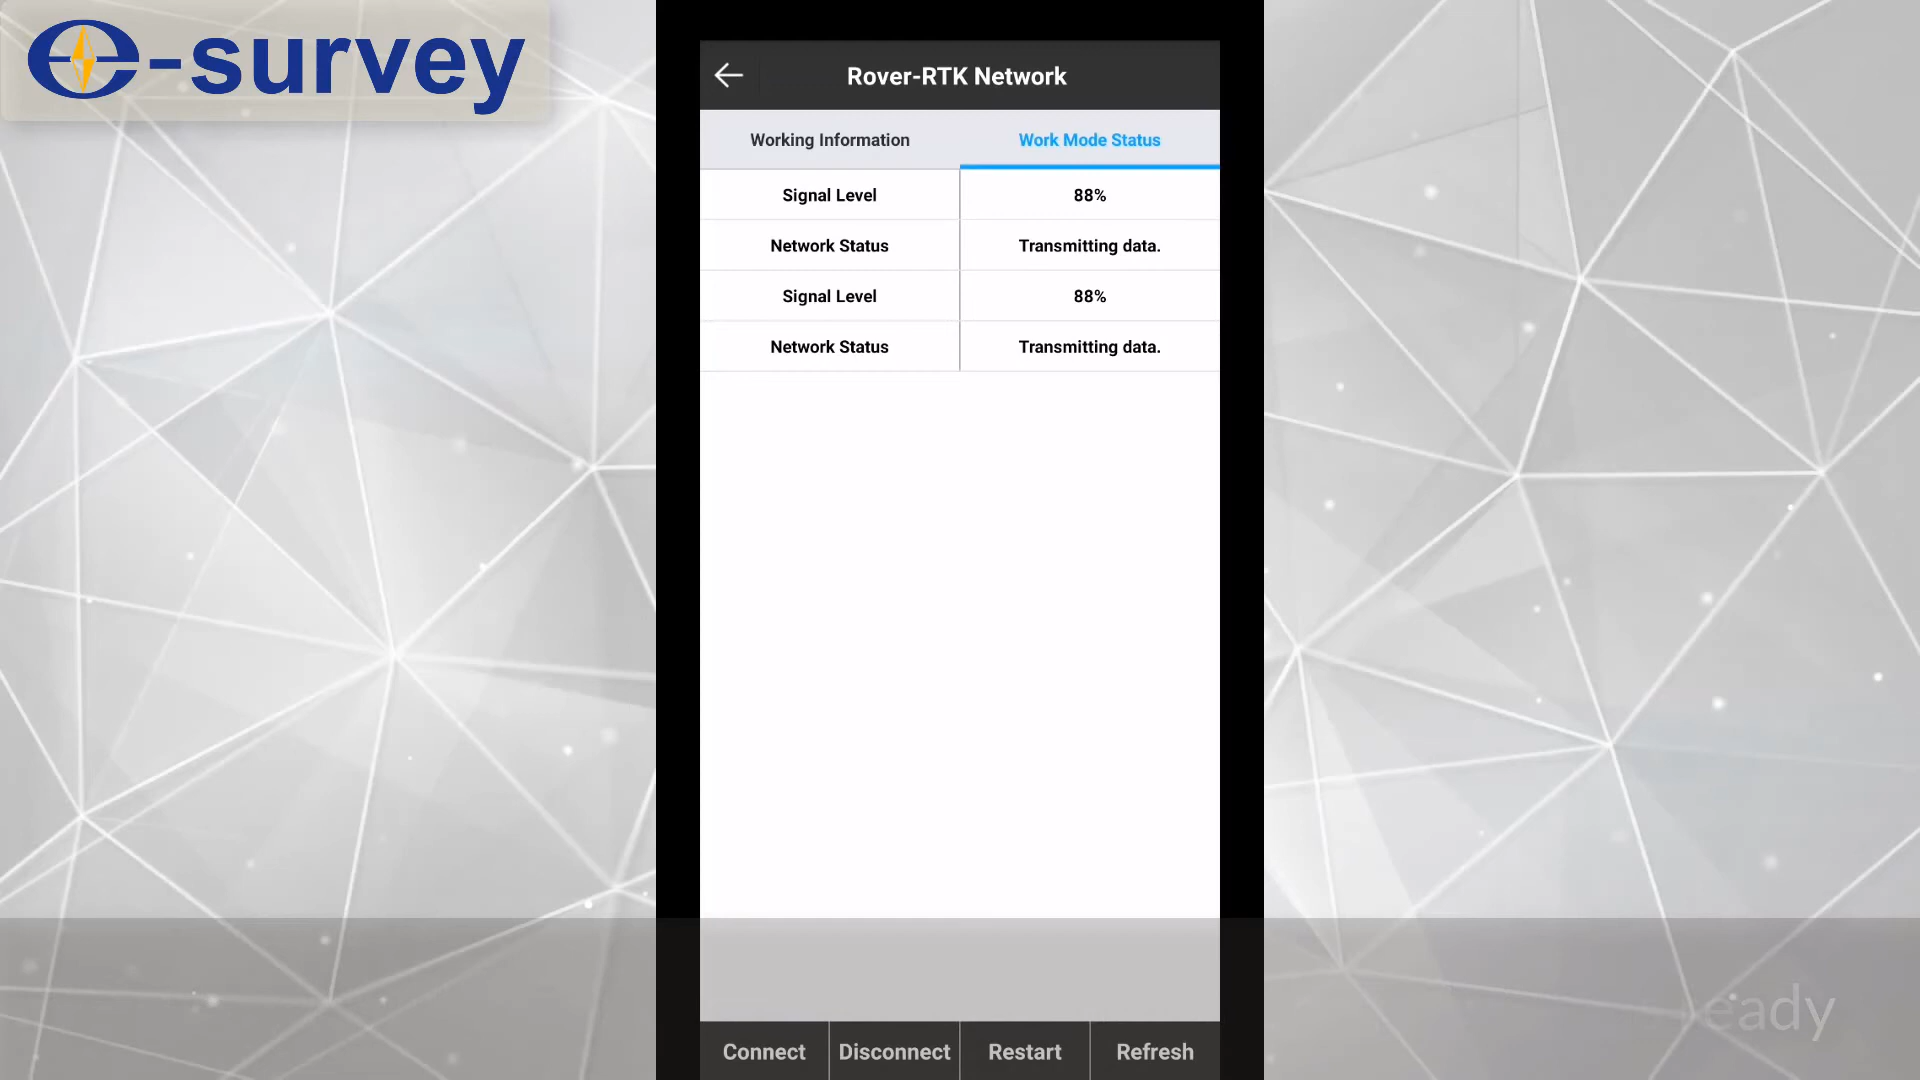 e-survey
Rover-RTK Network
Working Information
Work Mode Status
Signal Level 88%
Network Status Transmitting data.
Signal Level 88%
Network Status Transmitting data.
eady
Connect
Disconnect
Restart
Refresh